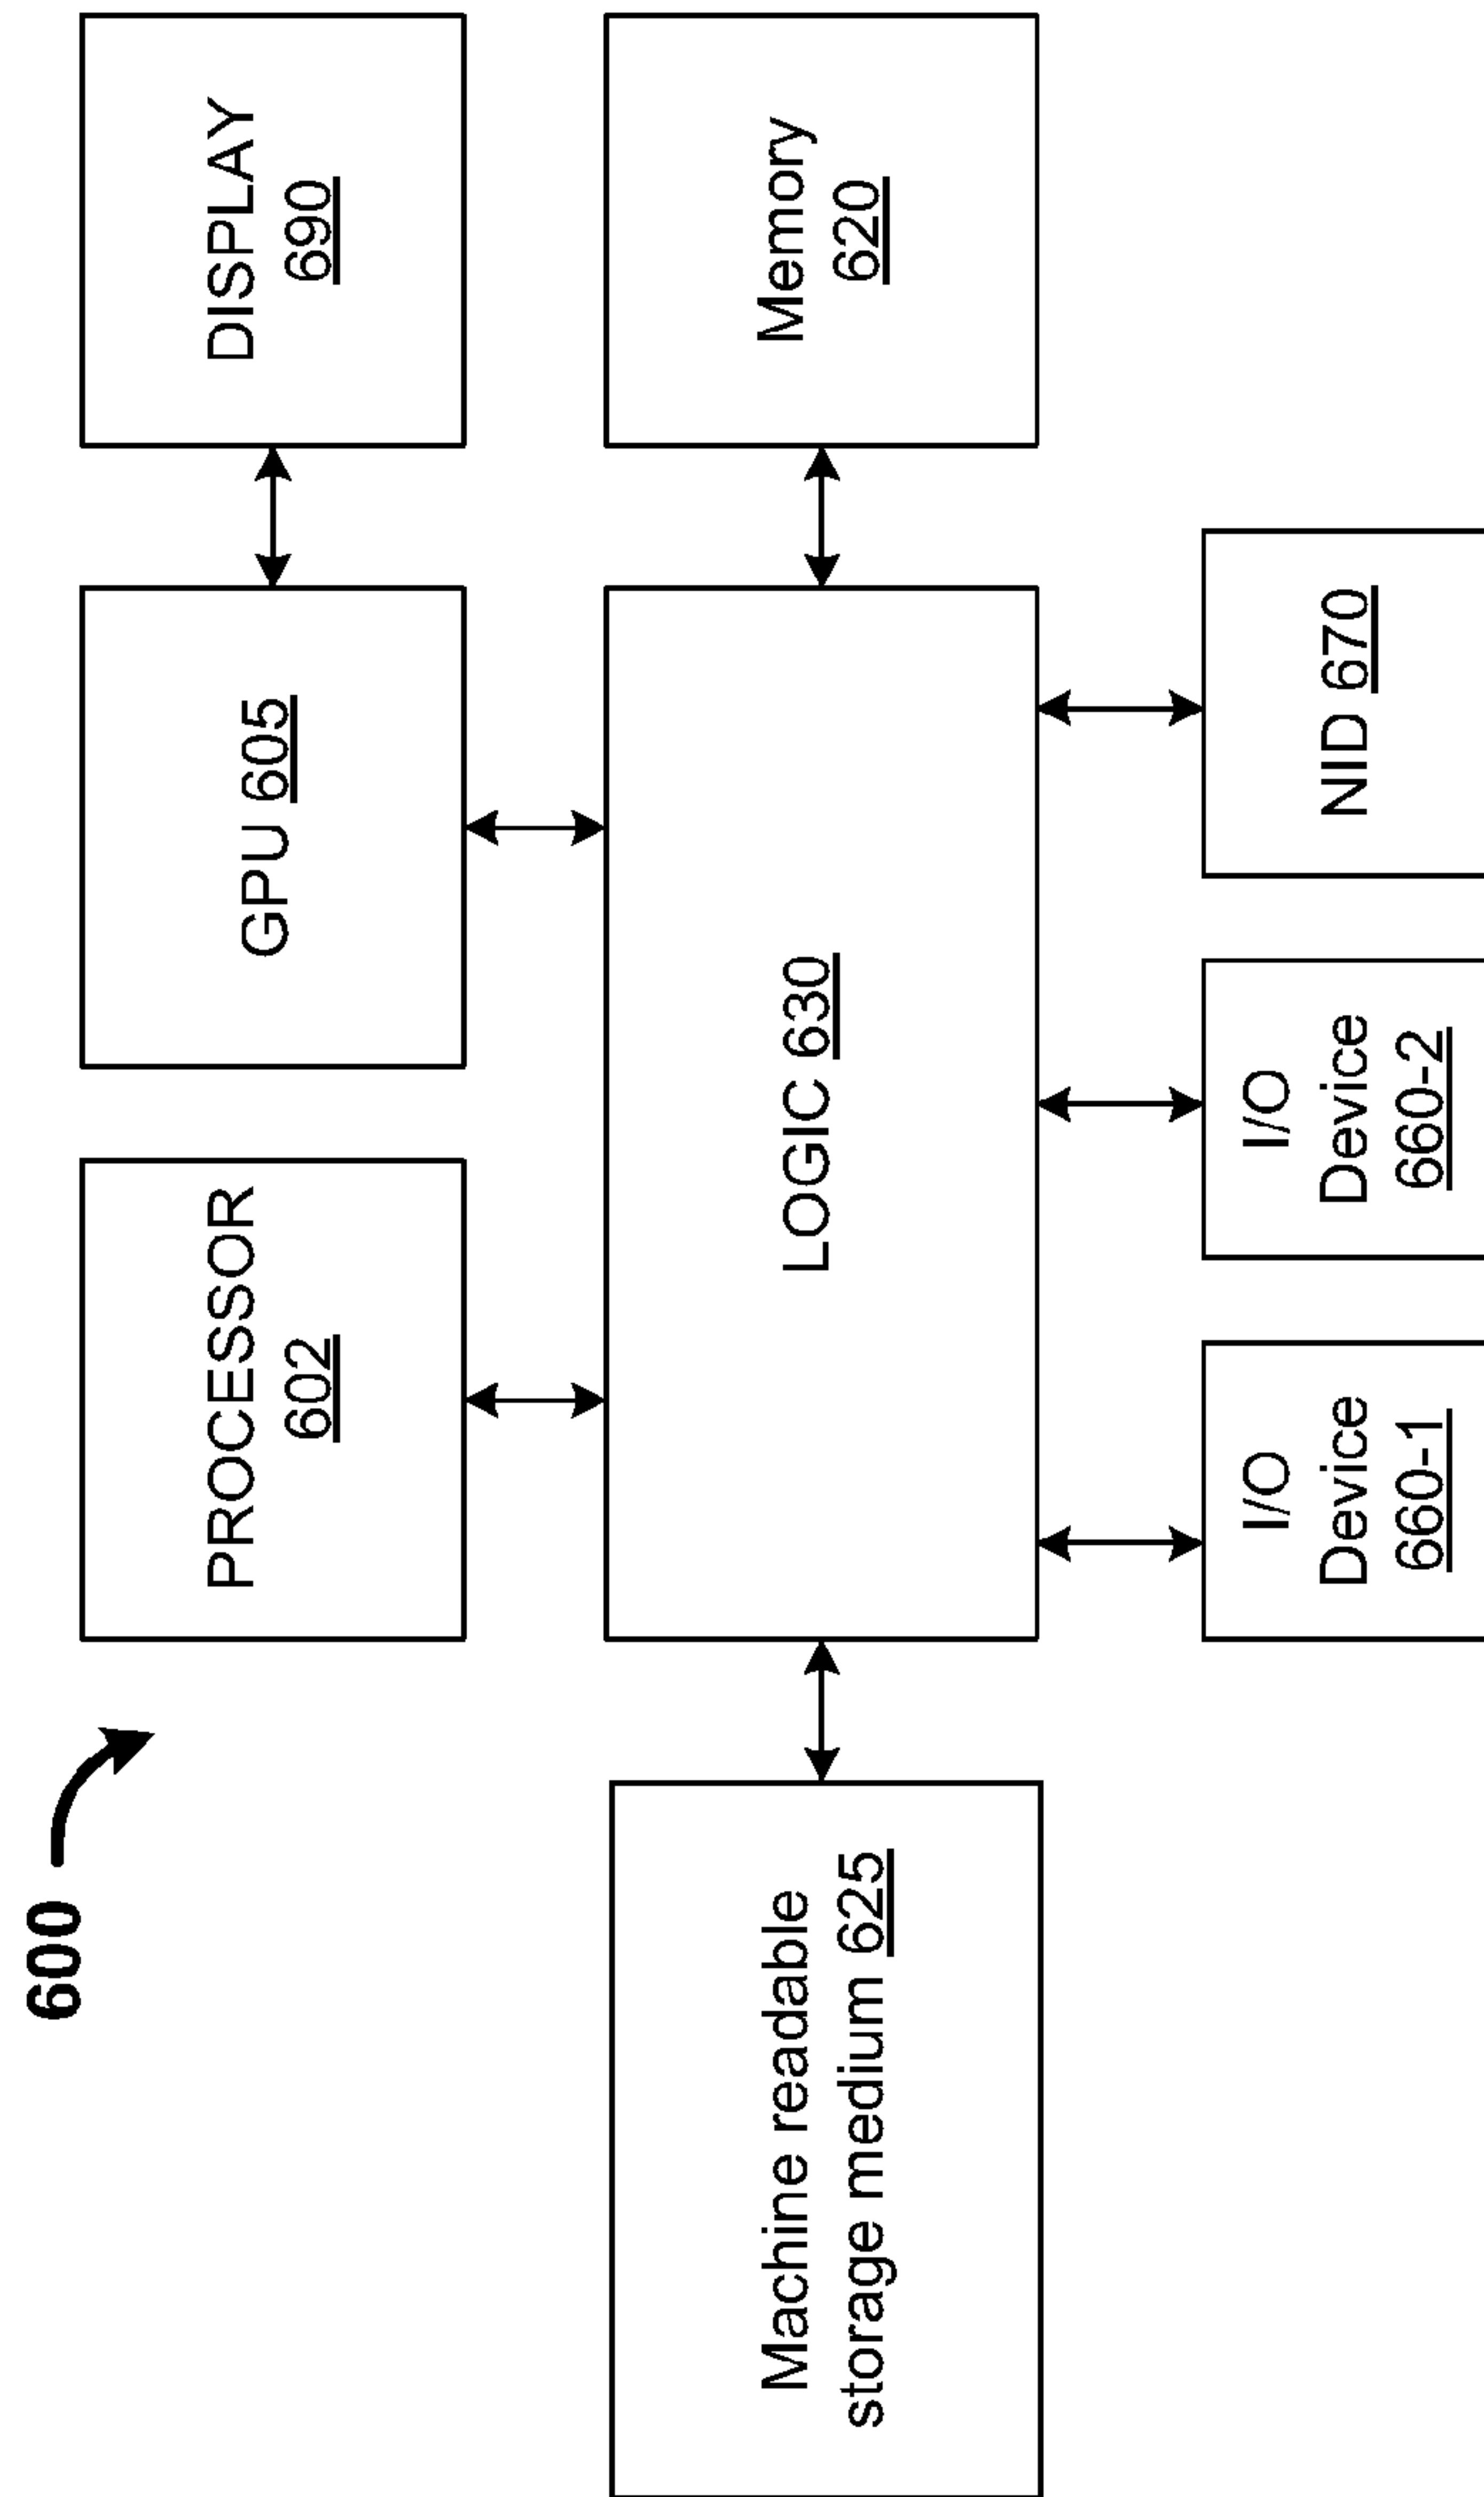 600
PROCESSOR
602
GPU 605
DISPLAY
690
Machine readable
storage medium 625
LOGIC 630
Memory
620
I/O
Device
660-1
I/O
Device
660-2
NID 670